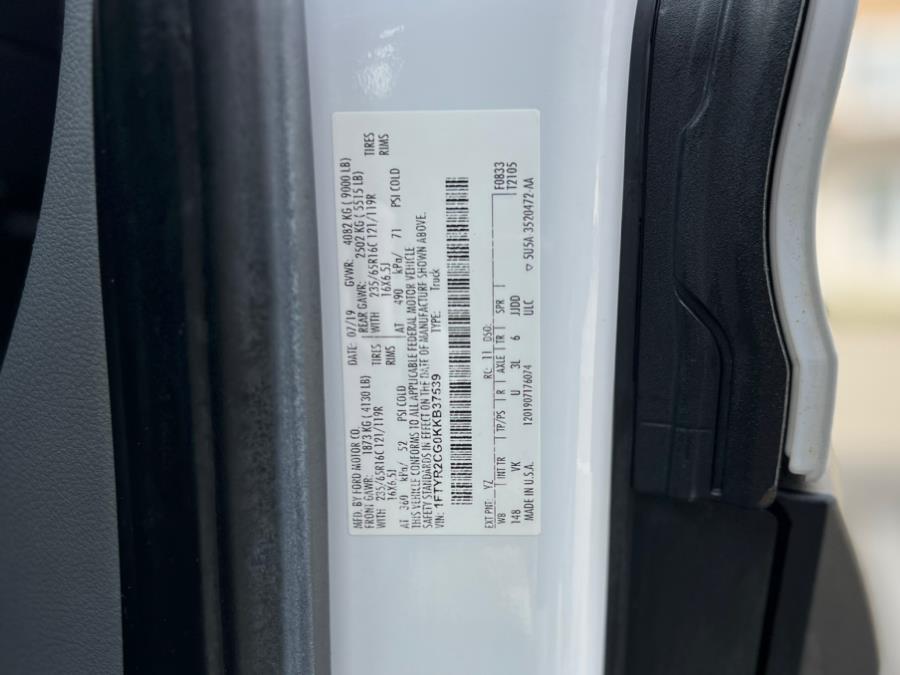 MFD. BY FORD MOTOR CO.
DATE: 07/19 GVWR: 4082 KG (9000 LB)
FRONT GAWR: 1873 KG (4130 LB) REAR GAWR: 2502 KG (5515 LB)
WITH 235/65R16C 121/119R TIRES WITH 235/65R16C 121/119R TIRES
16X6.5J RIMS 16X6.5J RIMS
AT 360 kPa/ 52 PSI COLD AT 490 kPa/ 71 PSI COLD
THIS VEHICLE CONFORMS TO ALL APPLICABLE FEDERAL MOTOR VEHICLE
SAFETY STANDARDS IN EFFECT ON THE DATE OF MANUFACTURE SHOWN ABOVE.
VIN: 1FTYR2CG0KKB37539 TYPE: Truck
EXT PNT: YZ RC: 11 DSO: F0833
WB INT TR TP/PS R AXLE TR SPR T2105
148 VK U 3L 6 JJDD
MADE IN U.S.A. 1201907176074 ULC 5U5A 3520472 AA